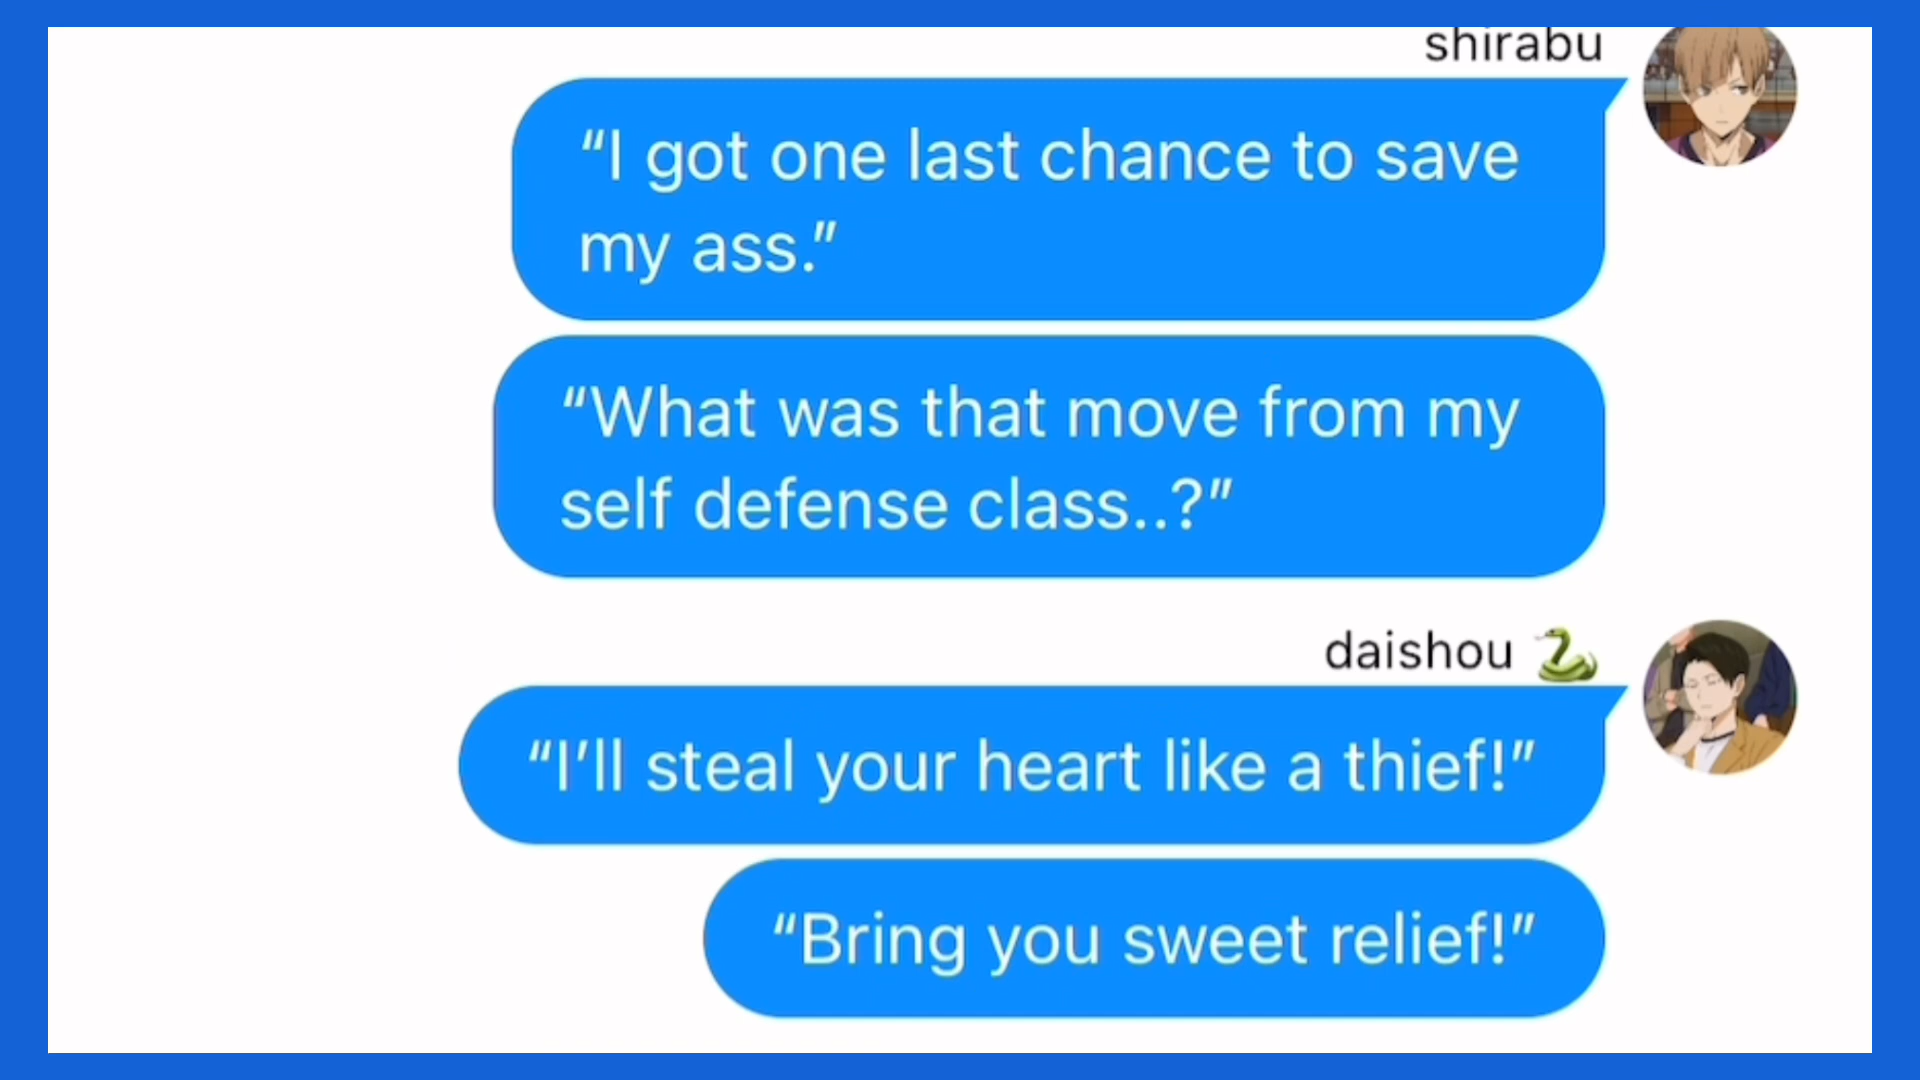 shirabu
“I got one last chance to save
my ass.”
“What was that move from my
self defense class..?”
daishou 🐍
“I’ll steal your heart like a thief!”
“Bring you sweet relief!”